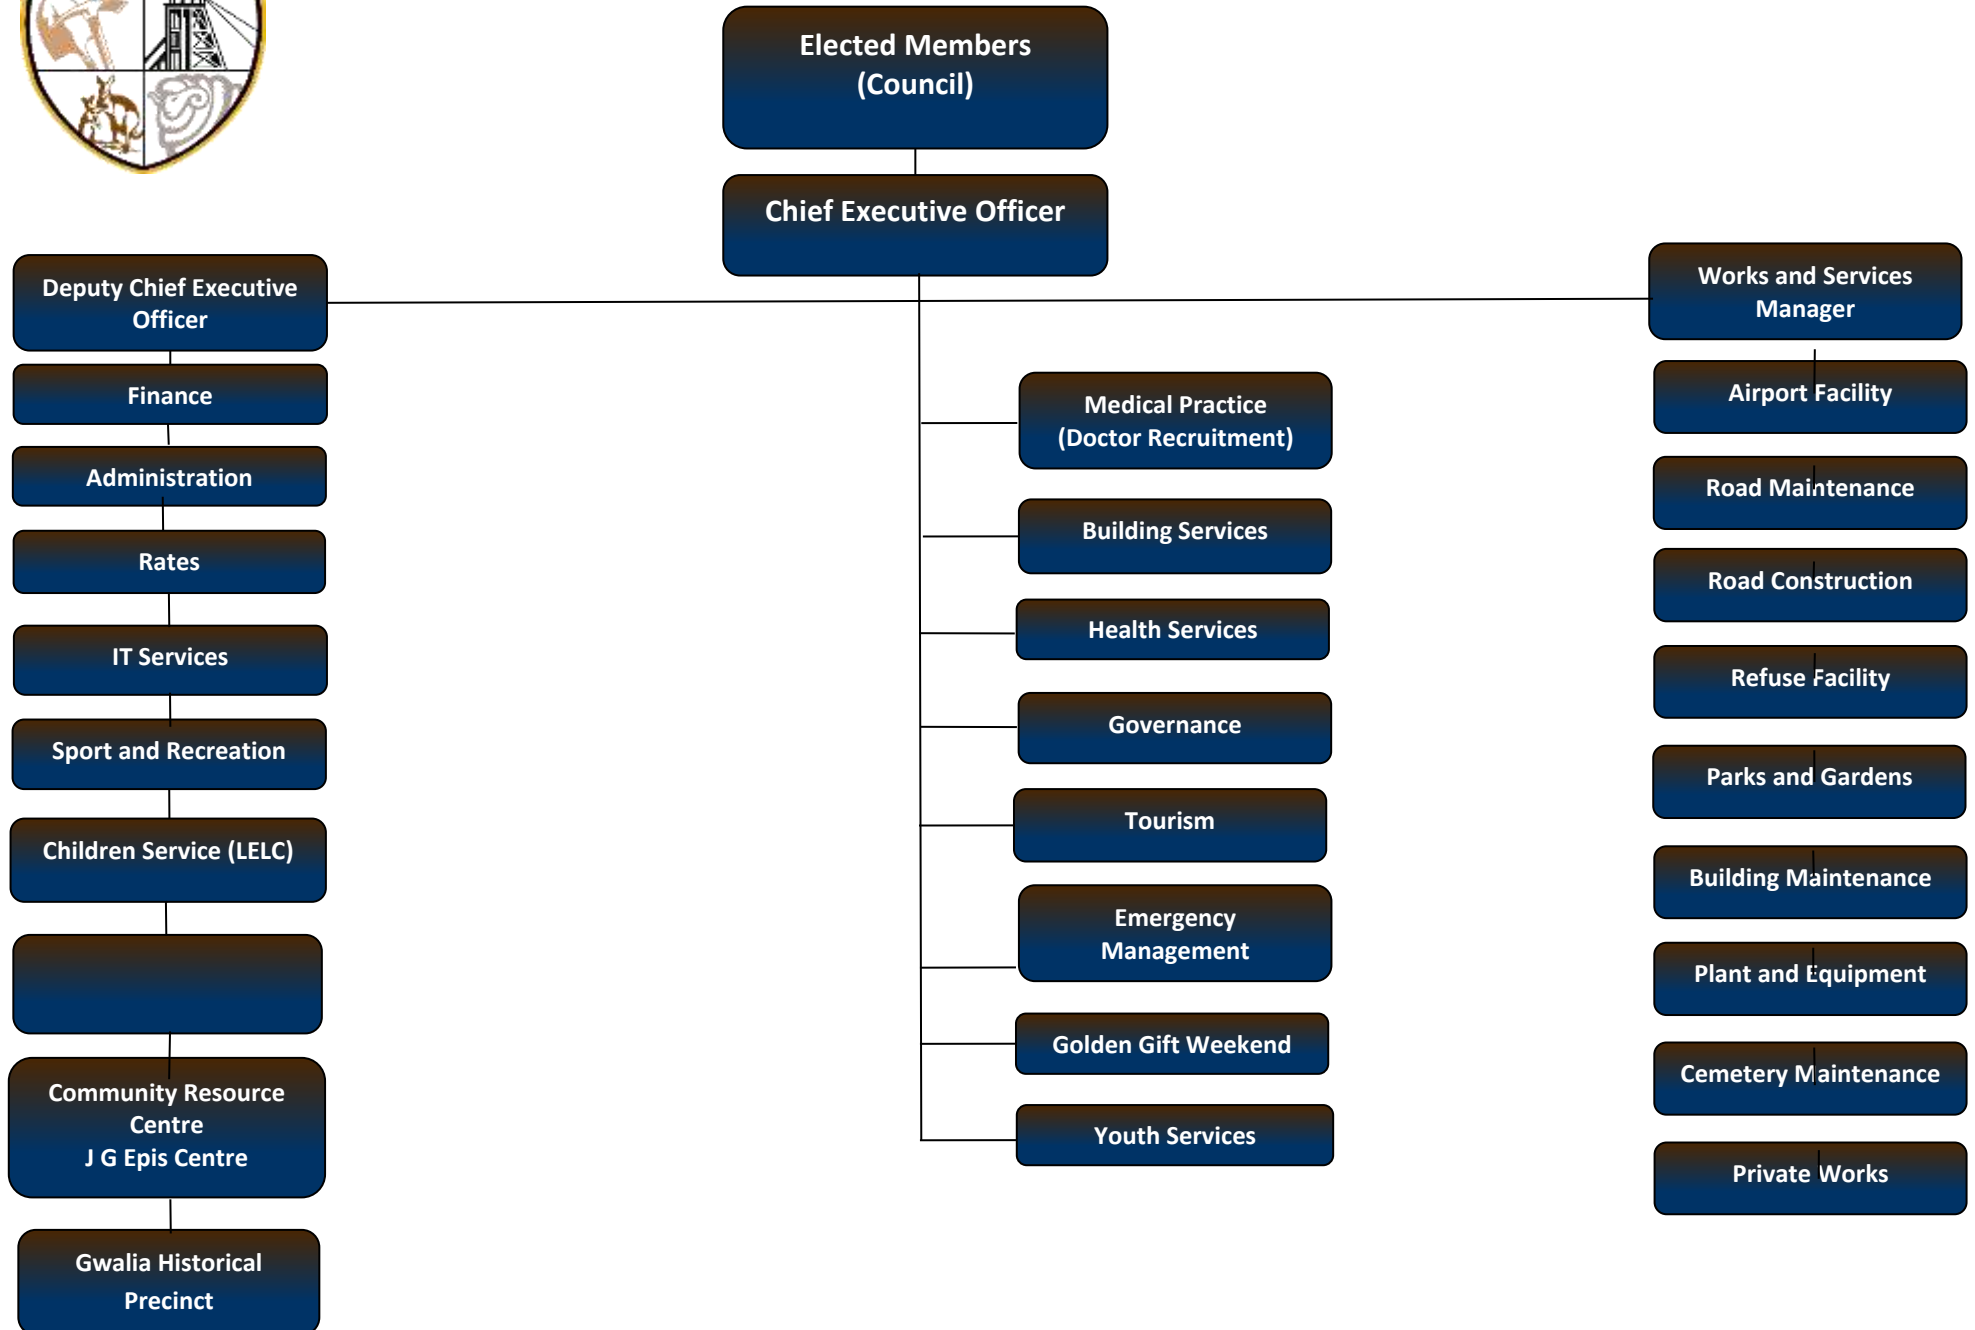 Elected Members
(Council)
Chief Executive Officer
Deputy Chief Executive
Officer
Finance
Administration
Rates
IT Services
Sport and Recreation
Children Service (LELC)
Community Resource
Centre
J G Epis Centre
Gwalia Historical
Precinct
Medical Practice
(Doctor Recruitment)
Building Services
Health Services
Governance
Tourism
Emergency
Management
Golden Gift Weekend
Youth Services
Works and Services
Manager
Airport Facility
Road Maintenance
Road Construction
Refuse Facility
Parks and Gardens
Building Maintenance
Plant and Equipment
Cemetery Maintenance
Private Works